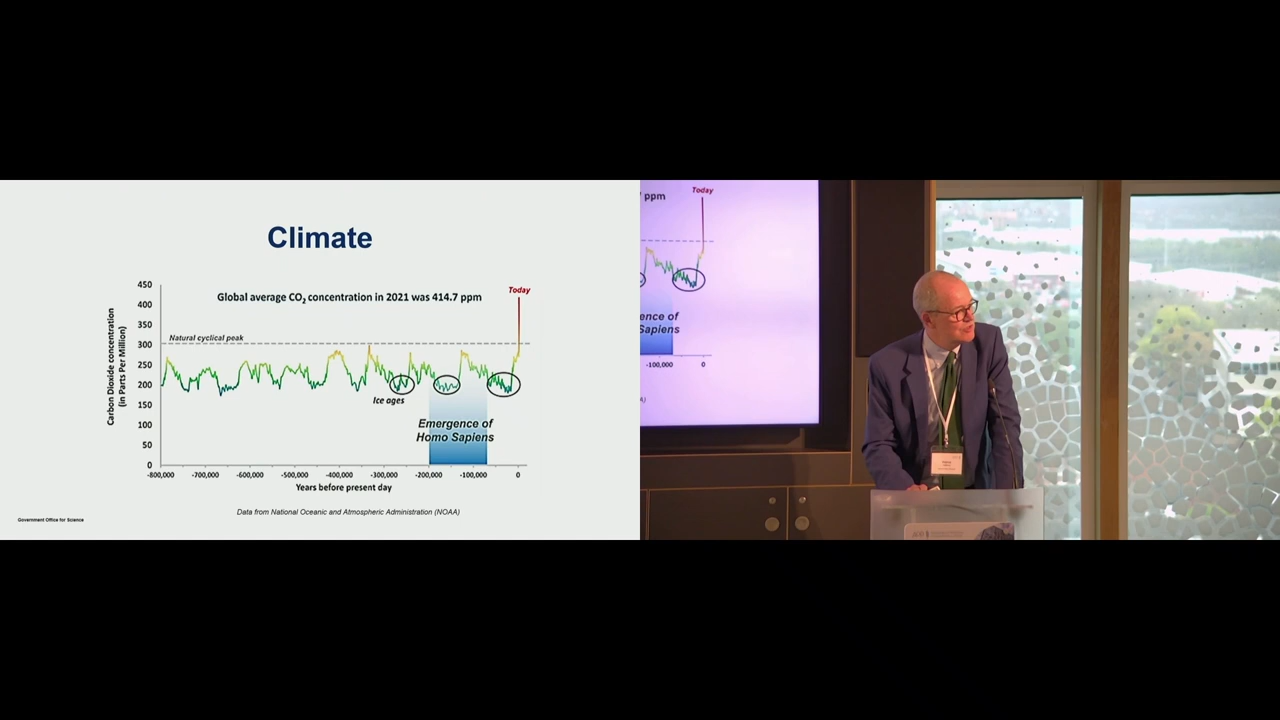 Climate
Global average CO₂ concentration in 2021 was 414.7 ppm
Today
Natural cyclical peak
Ice ages
Emergence of
Homo Sapiens
Carbon Dioxide concentration
(in Parts Per Million)
450
400
350
300
250
200
150
100
50
0
-800,000 -700,000 -600,000 -500,000 -400,000 -300,000 -200,000 -100,000 0
Years before present day
Data from National Oceanic and Atmospheric Administration (NOAA)
Government Office for Science
ppm
Today
ence of
Sapiens
-100,000 0